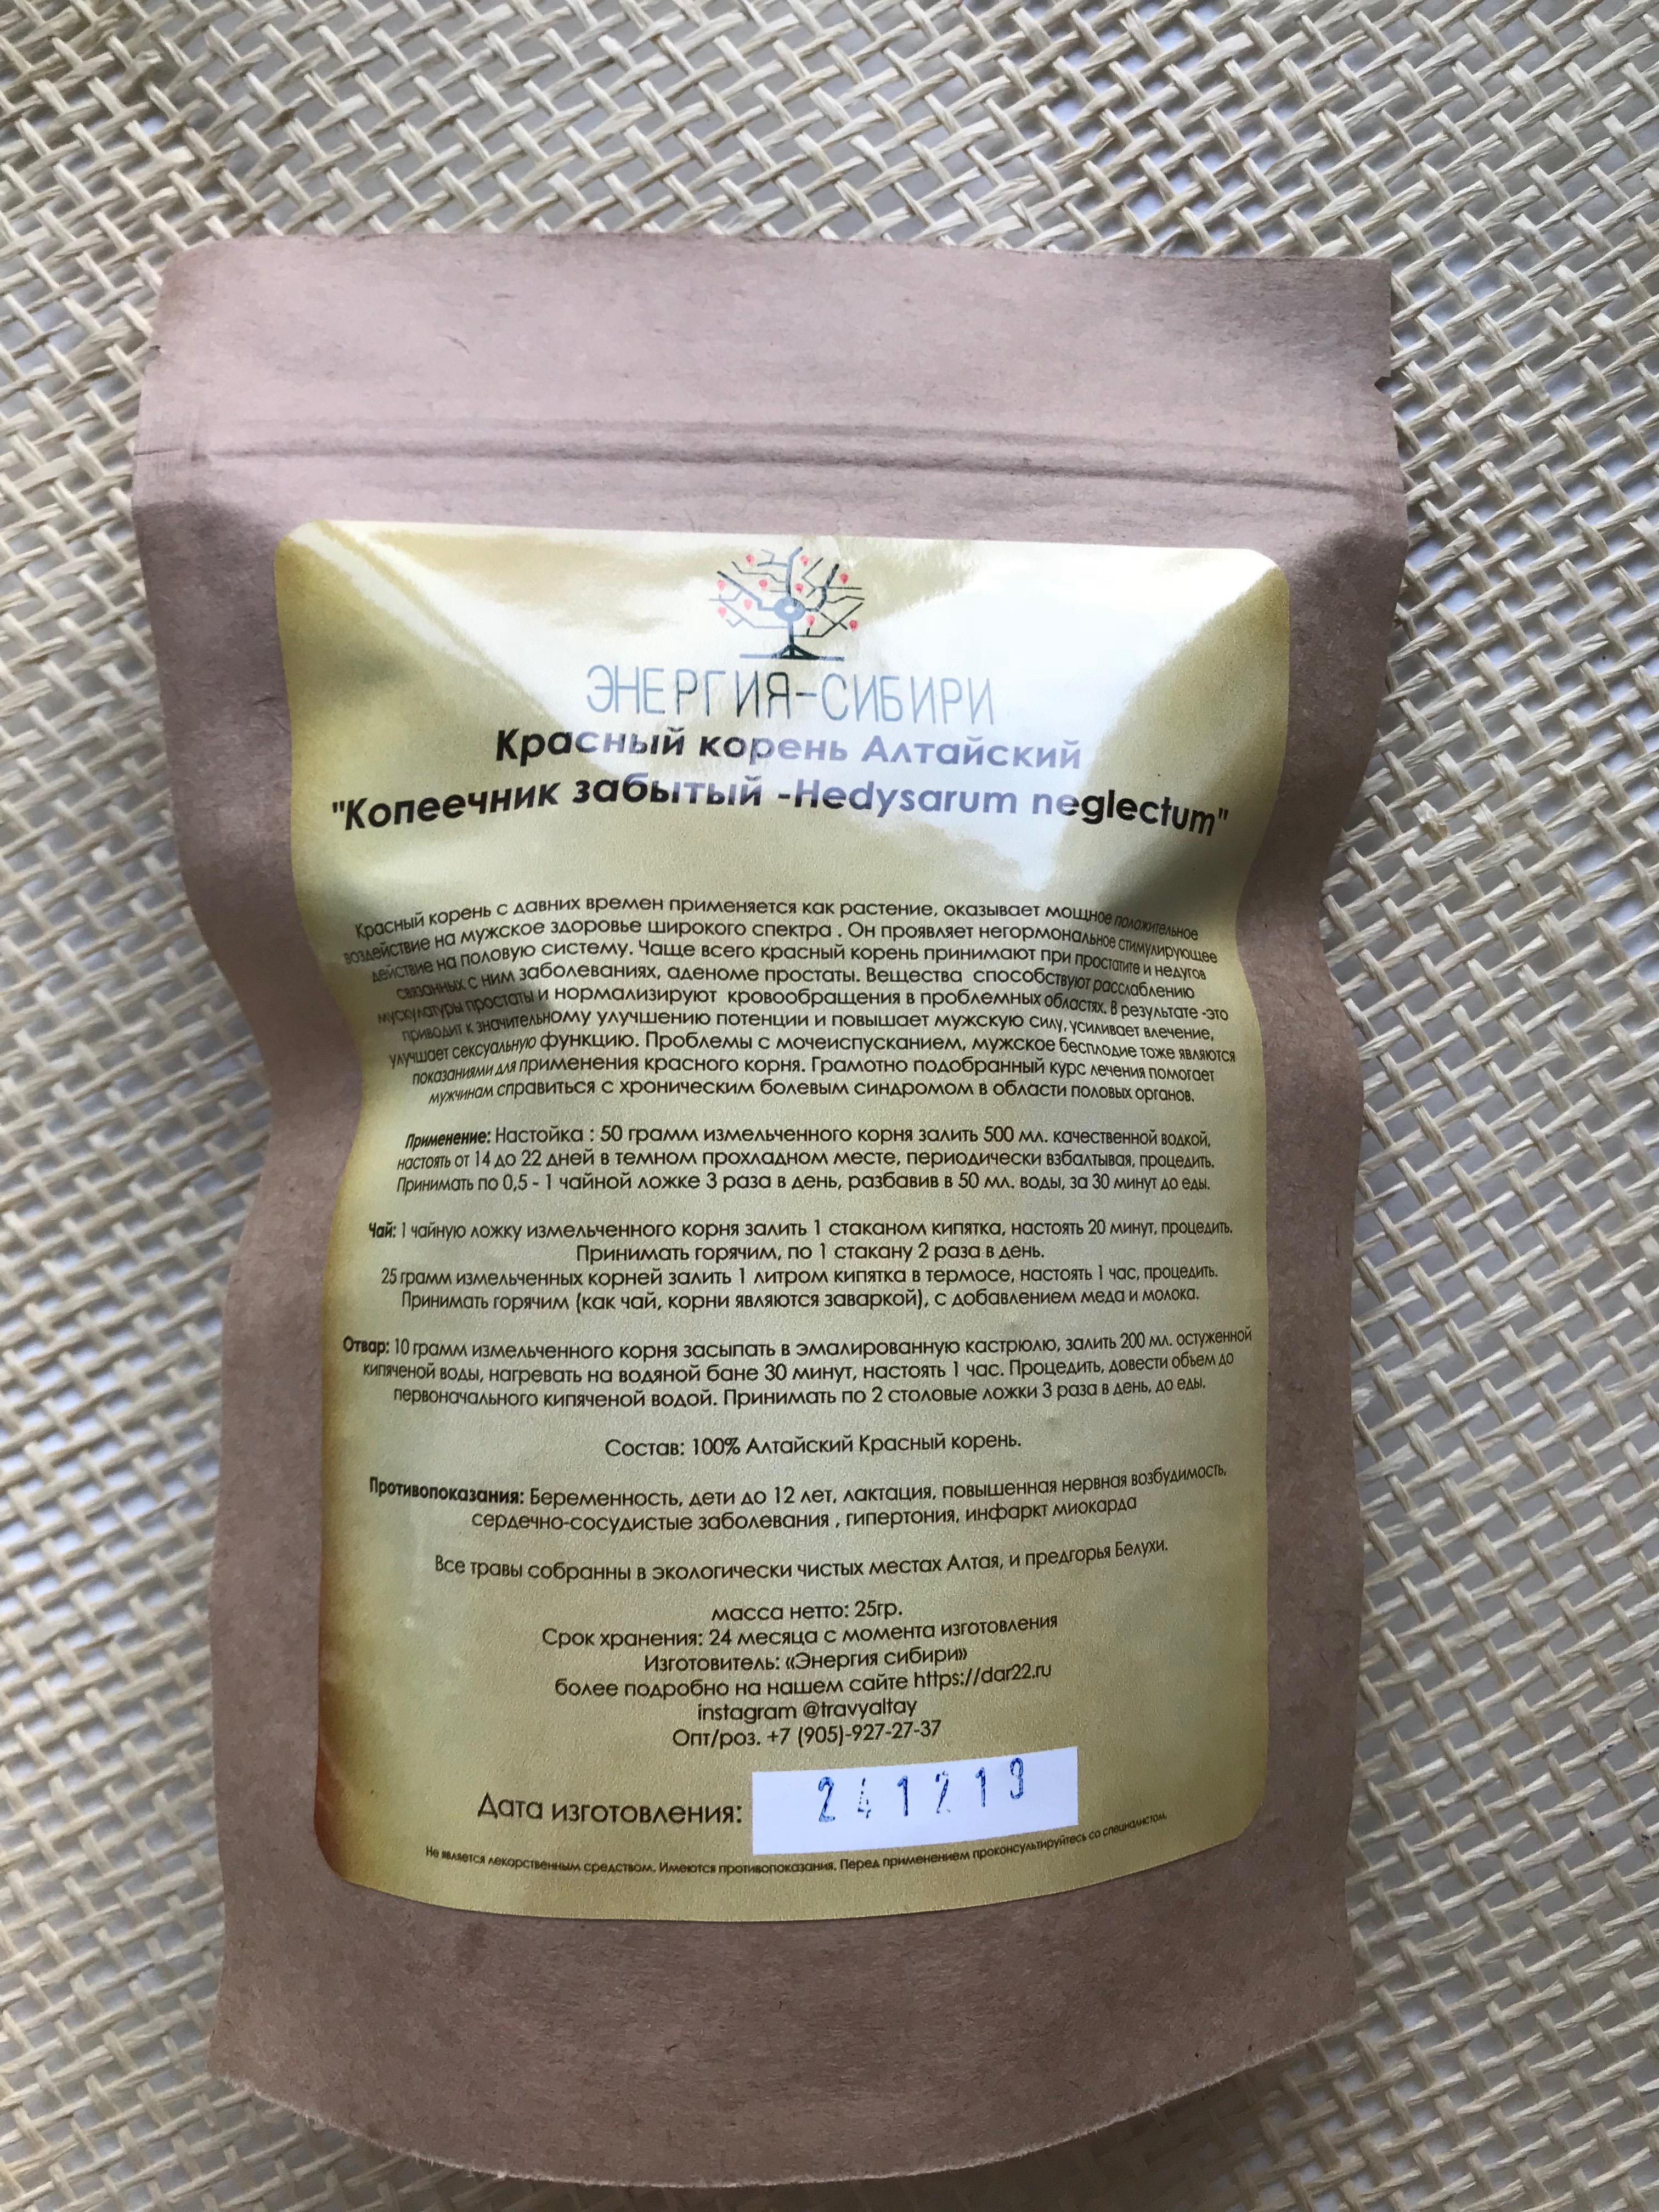 ЭНЕРГИЯ-СИБИРИ
Красный корень Алтайский
"Копеечник забытый -Hedysarum neglectum"
Красный корень с давних времен применяется как растение, оказывает мощное положительное
воздействие на мужское здоровье широкого спектра . Он проявляет негормональное стимулирующее
действие на половую систему. Чаще всего красный корень принимают при простатите и недугов
связанных с ним заболеваниях, аденоме простаты. Вещества способствуют расслаблению
мускулатуры простаты и нормализируют кровообращения в проблемных областях. В результате -это
приводит к значительному улучшению потенции и повышает мужскую силу, усиливает влечение,
улучшает сексуальную функцию. Проблемы с мочеиспусканием, мужское бесплодие тоже являются
показаниями для применения красного корня. Грамотно подобранный курс лечения помогает
мужчинам справиться с хроническим болевым синдромом в области половых органов.
Применение: Настойка : 50 грамм измельченного корня залить 500 мл. качественной водкой,
настоять от 14 до 22 дней в темном прохладном месте, периодически взбалтывая, процедить.
Принимать по 0,5 - 1 чайной ложке 3 раза в день, разбавив в 50 мл. воды, за 30 минут до еды.
Чай: 1 чайную ложку измельченного корня залить 1 стаканом кипятка, настоять 20 минут, процедить.
Принимать горячим, по 1 стакану 2 раза в день.
25 грамм измельченных корней залить 1 литром кипятка в термосе, настоять 1 час, процедить.
Принимать горячим (как чай, корни являются заваркой), с добавлением меда и молока.
Отвар: 10 грамм измельченного корня засыпать в эмалированную кастрюлю, залить 200 мл. остуженной
кипяченой воды, нагревать на водяной бане 30 минут, настоять 1 час. Процедить, довести объем до
первоначального кипяченой водой. Принимать по 2 столовые ложки 3 раза в день, до еды.
Состав: 100% Алтайский Красный корень.
Противопоказания: Беременность, дети до 12 лет, лактация, повышенная нервная возбудимость,
сердечно-сосудистые заболевания , гипертония, инфаркт миокарда
Все травы собранны в экологически чистых местах Алтая, и предгорья Белухи.
масса нетто: 25гр.
Срок хранения: 24 месяца с момента изготовления
Изготовитель: «Энергия сибири»
более подробно на нашем сайте https://dar22.ru
instagram @travyaltay
Опт/роз. +7 (905)-927-27-37
Дата изготовления: 241219
Не является лекарственным средством. Имеются противопоказания. Перед применением проконсультируйтесь со специалистом.